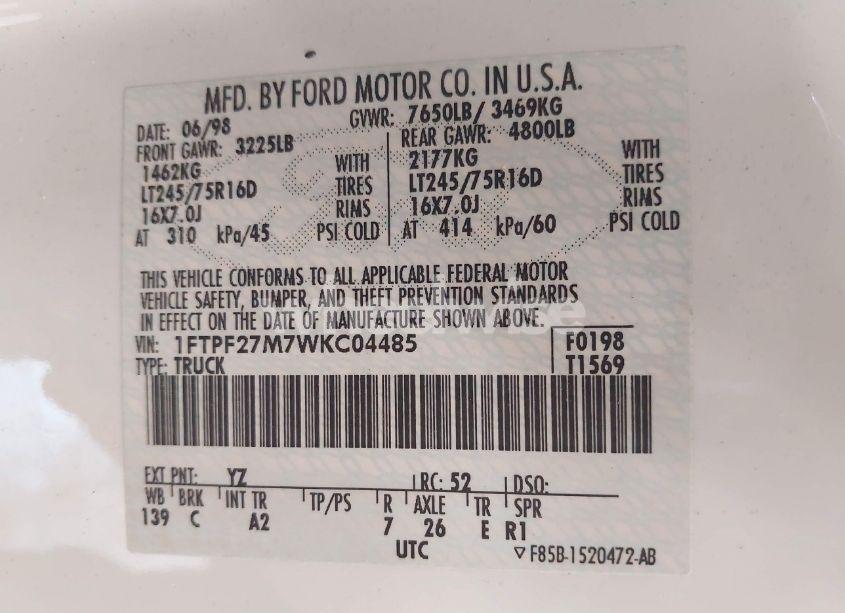 MFD. BY FORD MOTOR CO. IN U.S.A.
DATE: 06/98 GVWR: 7650LB/ 3469KG
FRONT GAWR: 3225LB REAR GAWR: 4800LB
1462KG WITH 2177KG WITH
LT245/75R16D TIRES LT245/75R16D TIRES
16X7.0J RIMS 16X7.0J RIMS
AT 310 kPa/45 PSI COLD AT 414 kPa/60 PSI COLD
THIS VEHICLE CONFORMS TO ALL APPLICABLE FEDERAL MOTOR
VEHICLE SAFETY, BUMPER, AND THEFT PREVENTION STANDARDS
IN EFFECT ON THE DATE OF MANUFACTURE SHOWN ABOVE.
VIN: 1FTPF27M7WKC04485 F0198
TYPE: TRUCK T1569
EXT PNT: YZ RC: 52 DSO:
WB BRK INT TR TP/PS R AXLE TR SPR
139 C A2 7 26 E R1
UTC ▽F85B-1520472-AB